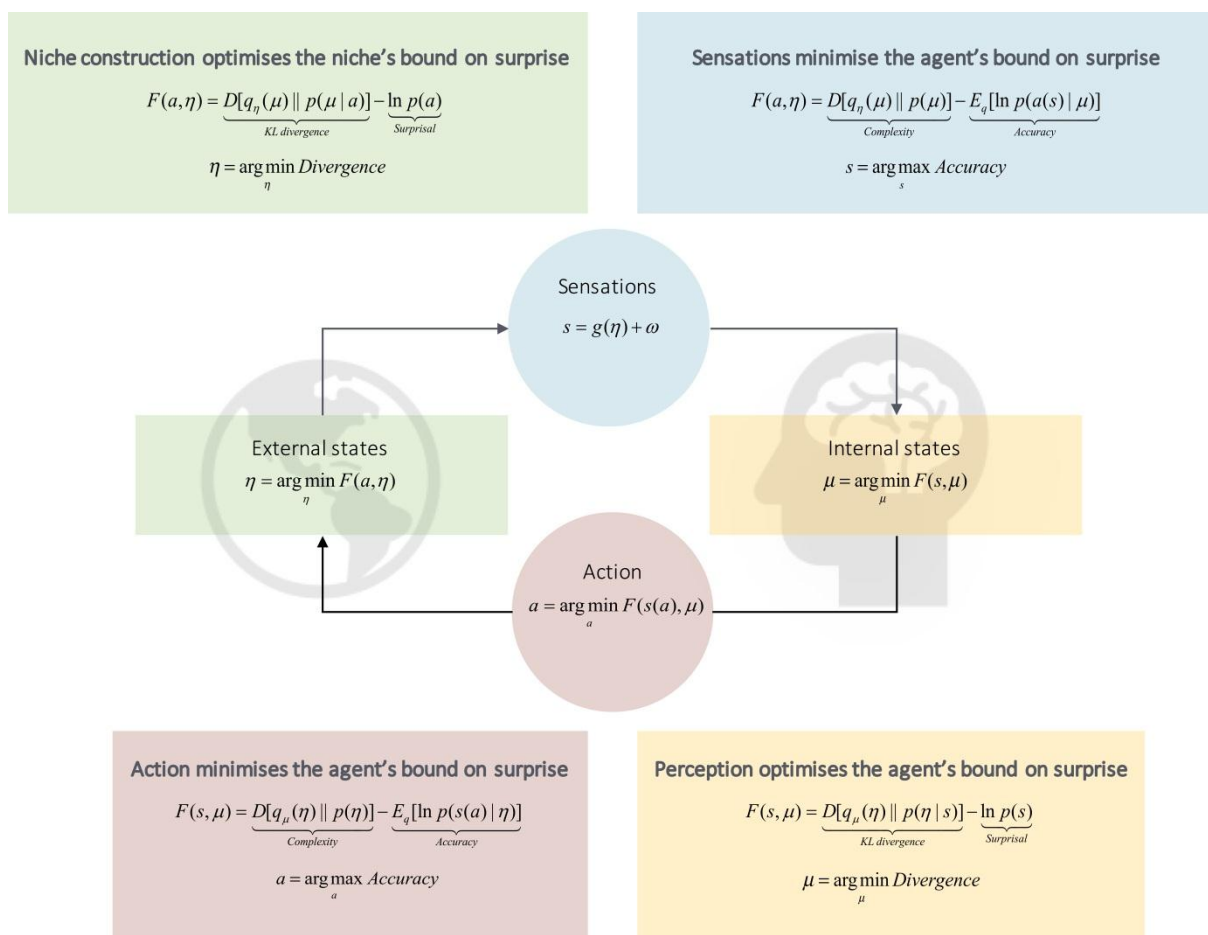 Niche construction optimises the niche's bound on surprise
F(a, η) = D[q_η(μ) || p(μ | a)] − ln p(a)
KL divergence Surprisal
η = arg min Divergence
η
Sensations minimise the agent's bound on surprise
F(a, η) = D[q_η(μ) || p(μ)] − E_q[ln p(a(s) | μ)]
Complexity Accuracy
s = arg max Accuracy
s
Sensations
s = g(η) + ω
External states
η = arg min F(a, η)
η
Internal states
μ = arg min F(s, μ)
μ
Action
a = arg min F(s(a), μ)
a
Action minimises the agent's bound on surprise
F(s, μ) = D[q_μ(η) || p(η)] − E_q[ln p(s(a) | η)]
Complexity Accuracy
a = arg max Accuracy
a
Perception optimises the agent's bound on surprise
F(s, μ) = D[q_μ(η) || p(η | s)] − ln p(s)
KL divergence Surprisal
μ = arg min Divergence
μ